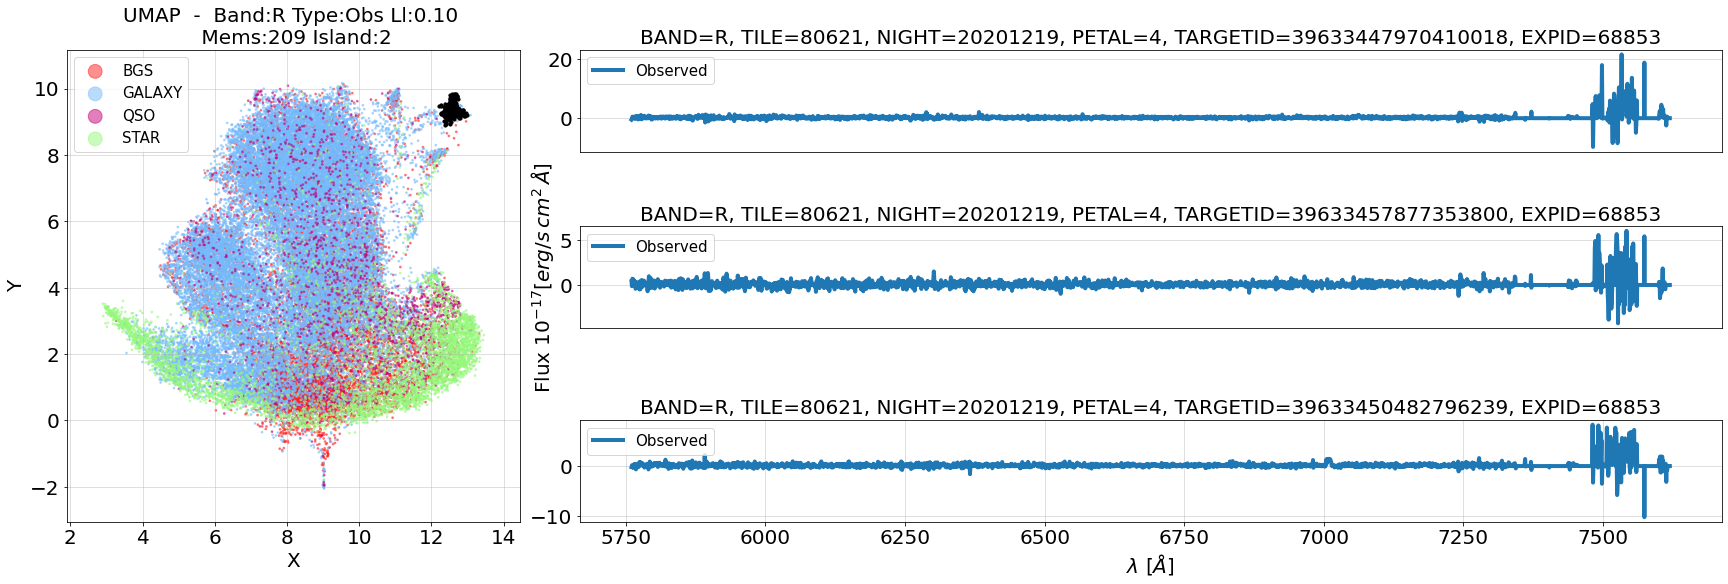 UMAP - Band:R Type:Obs Ll:0.10
Mems:209 Island:2
BGS
GALAXY
QSO
STAR
10
8
6
4
2
0
−2
Y
2
4
6
8
10
12
14
X
BAND=R, TILE=80621, NIGHT=20201219, PETAL=4, TARGETID=39633447970410018, EXPID=68853
Observed
20
0
BAND=R, TILE=80621, NIGHT=20201219, PETAL=4, TARGETID=39633457877353800, EXPID=68853
Observed
5
0
Flux 10⁻¹⁷[erg/s cm² Å]
BAND=R, TILE=80621, NIGHT=20201219, PETAL=4, TARGETID=39633450482796239, EXPID=68853
Observed
0
−10
5750
6000
6250
6500
6750
7000
7250
7500
λ [Å]